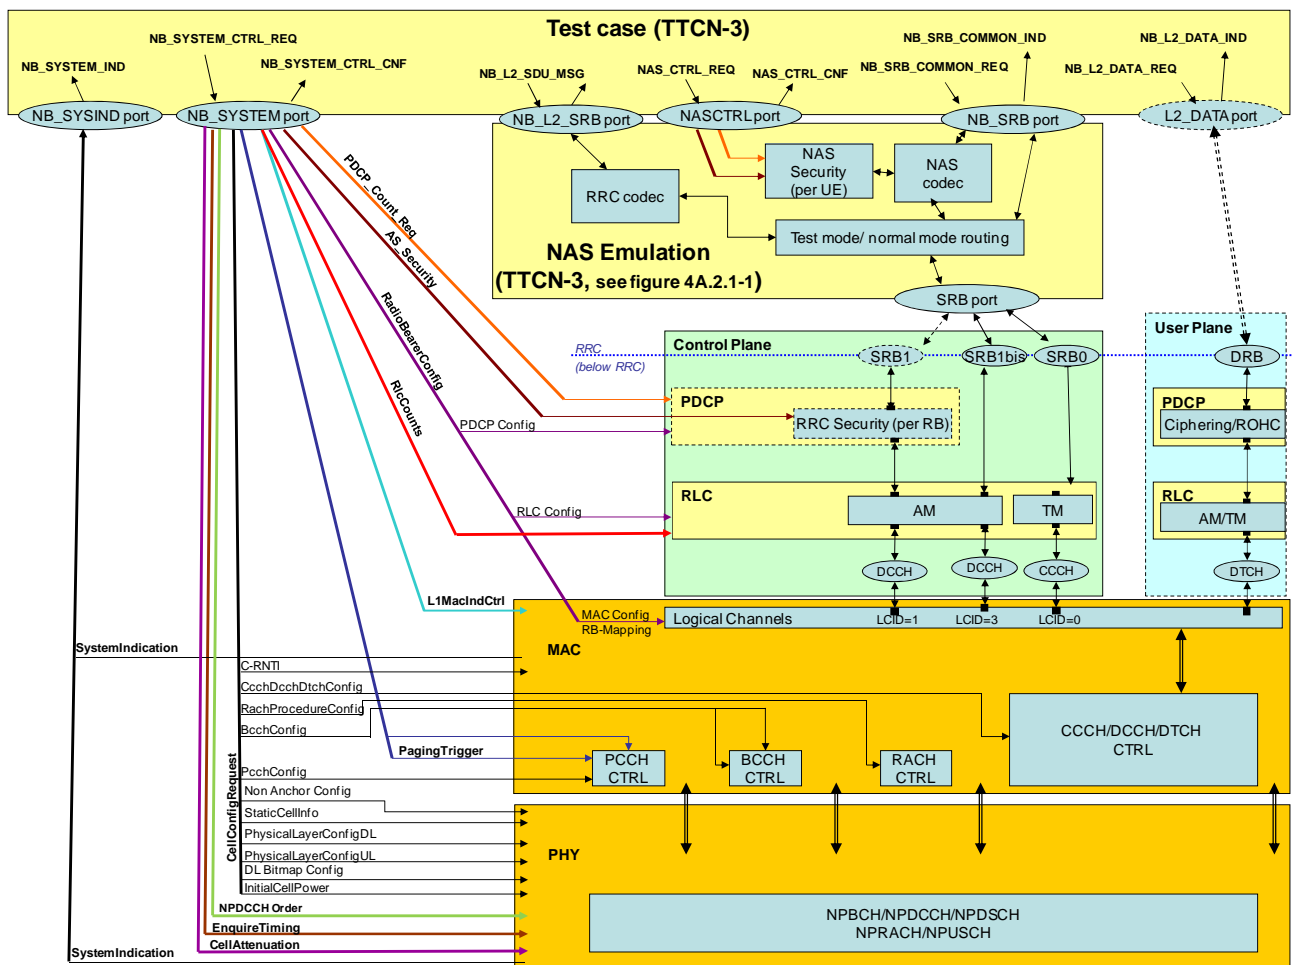 Test case (TTCN-3)
NB_SYSTEM_IND
NB_SYSTEM_CTRL_REQ
NB_SYSTEM_CTRL_CNF
NB_L2_SDU_MSG
NAS_CTRL_REQ
NAS_CTRL_CNF
NB_SRB_COMMON_IND
NB_SRB_COMMON_REQ
NB_L2_DATA_IND
NB_L2_DATA_REQ
NB_SYSIND port
NB_SYSTEM port
NB_L2_SRB port
NASCTRL port
NB_SRB port
L2_DATA port
NAS
Security
(per UE)
NAS
codec
RRC codec
Test mode/ normal mode routing
NAS Emulation
(TTCN-3, see figure 4A.2.1-1)
SRB port
PDCP_Count_Req
AS_Security
RadioBearerConfig
RlcCounts
RRC
(below RRC)
Control Plane
SRB1
SRB1bis
SRB0
User Plane
DRB
PDCP
RRC Security (per RB)
PDCP Config
PDCP
Ciphering/ROHC
RLC
AM
TM
RLC Config
RLC
AM/TM
DCCH
DCCH
CCCH
DTCH
L1MacIndCtrl
MAC Config
RB-Mapping
Logical Channels
LCID=1
LCID=3
LCID=0
MAC
SystemIndication
C-RNTI
CcchDcchDtchConfig
RachProcedureConfig
BcchConfig
PagingTrigger
PcchConfig
PCCH
CTRL
BCCH
CTRL
RACH
CTRL
CCCH/DCCH/DTCH
CTRL
CellConfigRequest
Non Anchor Config
StaticCellInfo
PhysicalLayerConfigDL
PhysicalLayerConfigUL
DL Bitmap Config
InitialCellPower
PHY
NPDCCH Order
EnquireTiming
CellAttenuation
SystemIndication
NPBCH/NPDCCH/NPDSCH
NPRACH/NPUSCH